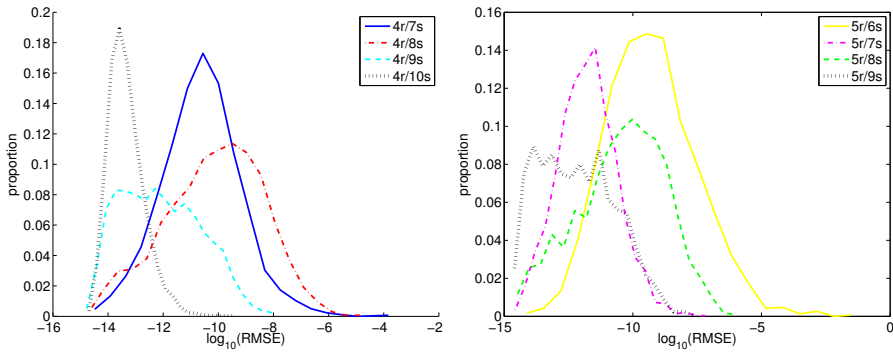 0.2
0.18
0.16
0.14
0.12
0.1
0.08
0.06
0.04
0.02
0
proportion
−16
−14
−12
−10
−8
−6
−4
−2
log10(RMSE)
4r/7s
4r/8s
4r/9s
4r/10s
0.16
0.14
0.12
0.1
0.08
0.06
0.04
0.02
0
proportion
−15
−10
−5
0
log10(RMSE)
5r/6s
5r/7s
5r/8s
5r/9s